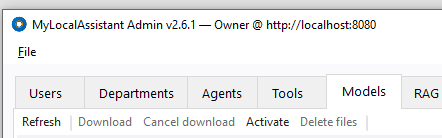 MyLocalAssistant Admin v2.6.1 — Owner @ http://localhost:8080
File
Users Departments Agents Tools Models RAG
Refresh Download Cancel download Activate Delete files